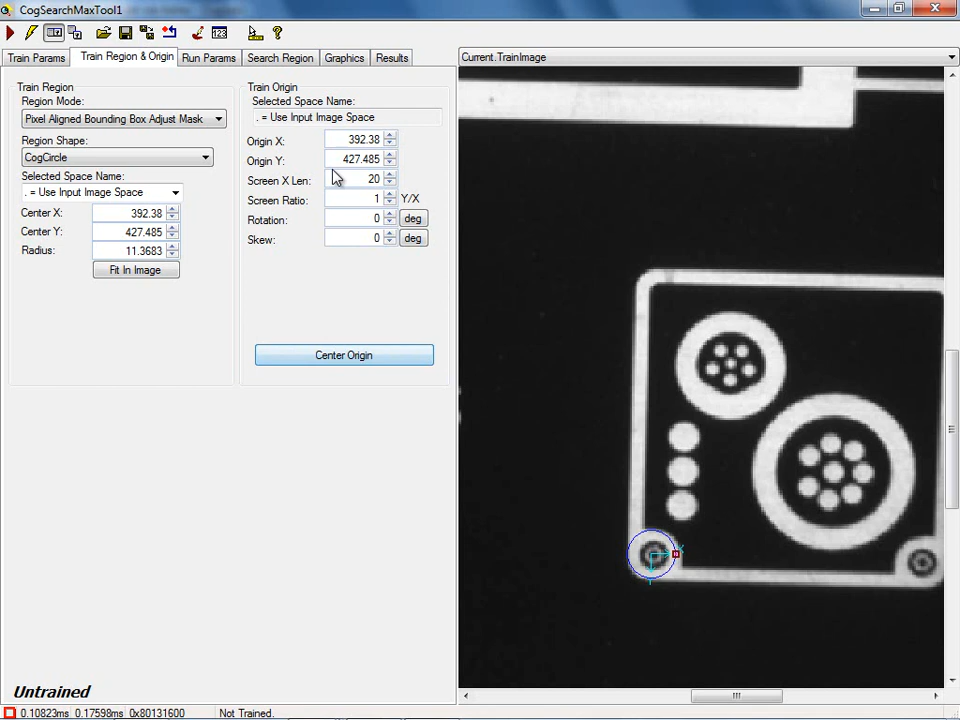 CogSearchMaxTool1
Train Params
Train Region & Origin
Run Params
Search Region
Graphics
Results
Current.TrainImage
Train Region
Region Mode:
Pixel Aligned Bounding Box Adjust Mask
Region Shape:
CogCircle
Selected Space Name:
. = Use Input Image Space
Center X: 392.38
Center Y: 427.485
Radius: 11.3683
Fit In Image
Train Origin
Selected Space Name:
. = Use Input Image Space
Origin X: 392.38
Origin Y: 427.485
Screen X Len: 20
Screen Ratio: 1 Y/X
Rotation: 0 deg
Skew: 0 deg
Center Origin
Untrained
0.10823ms 0.17598ms 0x80131600 Not Trained.